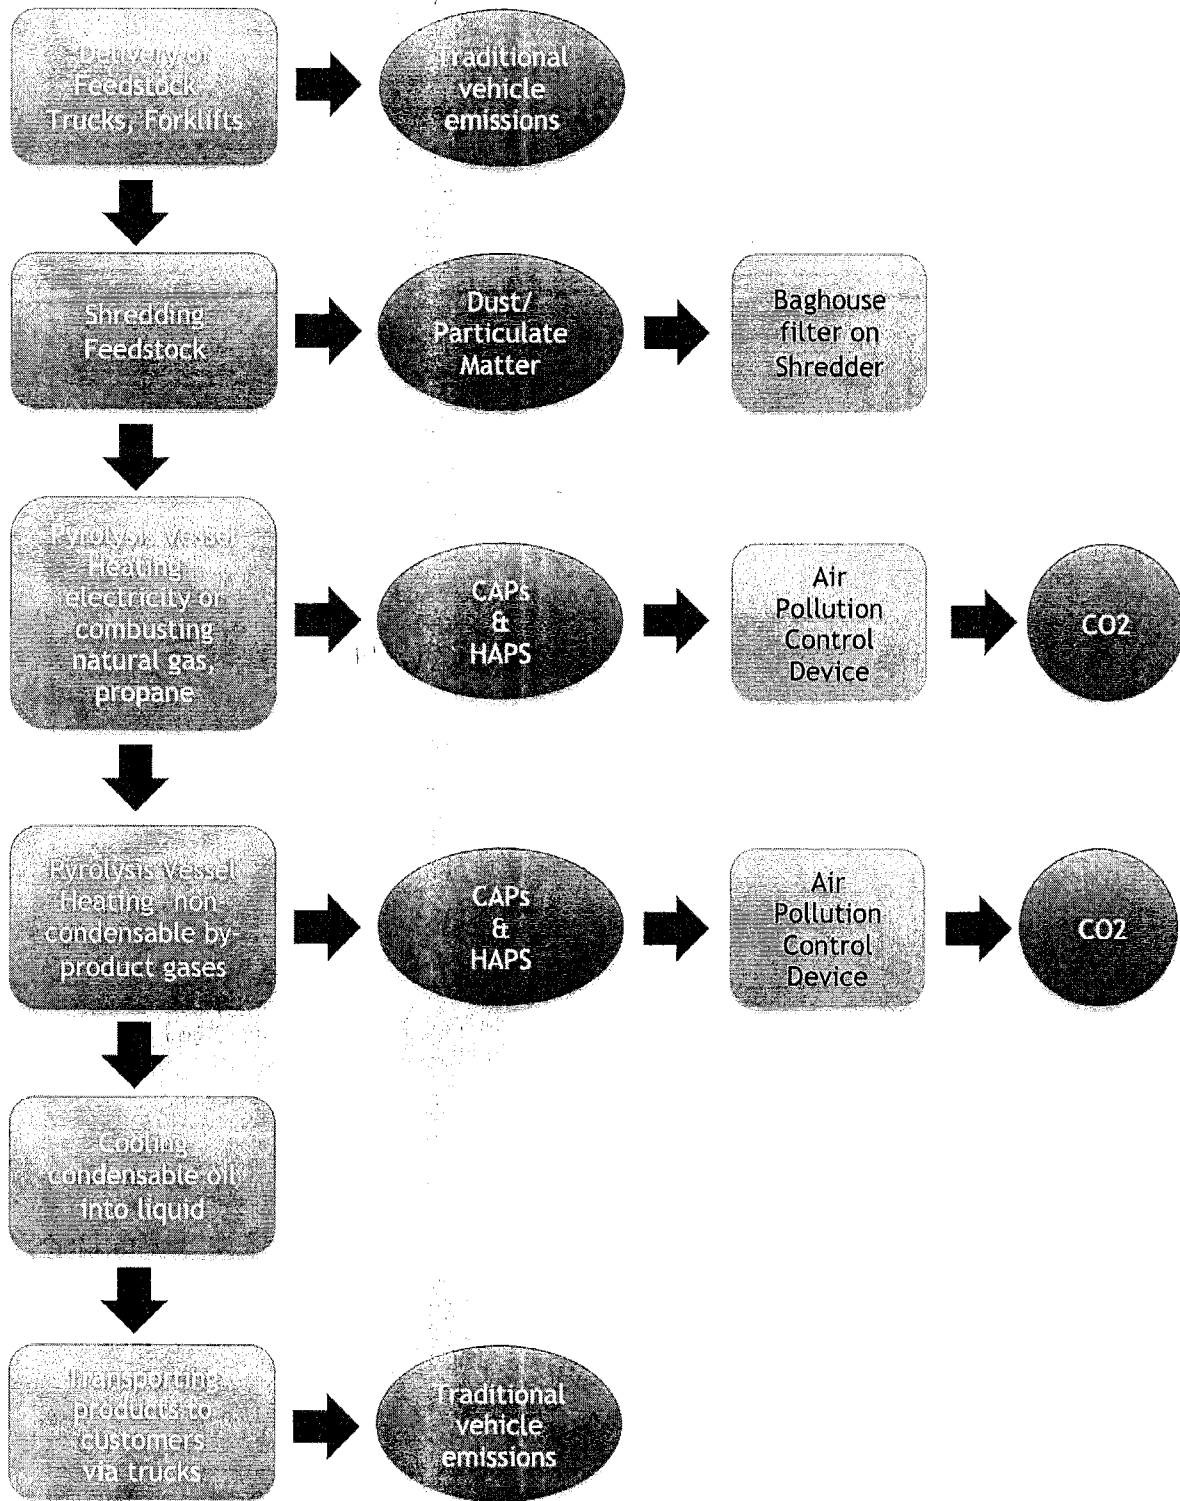 Delivery of
Feedstock-
Trucks, Forklifts
Traditional
vehicle
emissions
Shredding
Feedstock
Dust/
Particulate
Matter
Baghouse
filter on
Shredder
Pyrolysis Vessel
Heating -
electricity or
combusting
natural gas,
propane
CAPs
&
HAPS
Air
Pollution
Control
Device
CO2
Pyrolysis Vessel
Heating non-
condensable by-
product gases
CAPs
&
HAPS
Air
Pollution
Control
Device
CO2
Cooling
condensable oil
into liquid
Transporting
products to
customers
via trucks
Traditional
vehicle
emissions